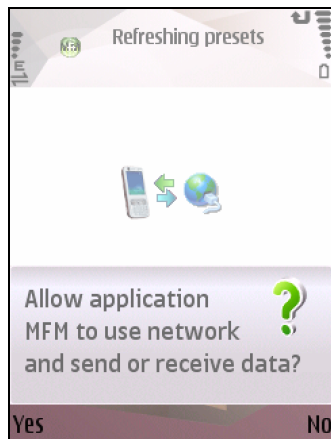 Refreshing presets
Allow application
MFM to use network
and send or receive data?
Yes No